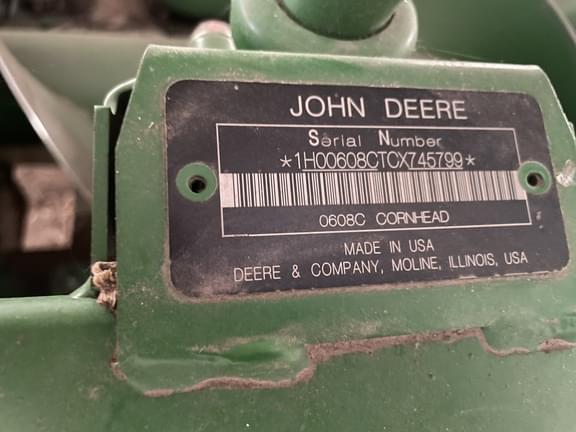 JOHN DEERE
Serial Number
*1H00608CTCX745799*
0608C CORNHEAD
MADE IN USA
DEERE & COMPANY, MOLINE, ILLINOIS, USA